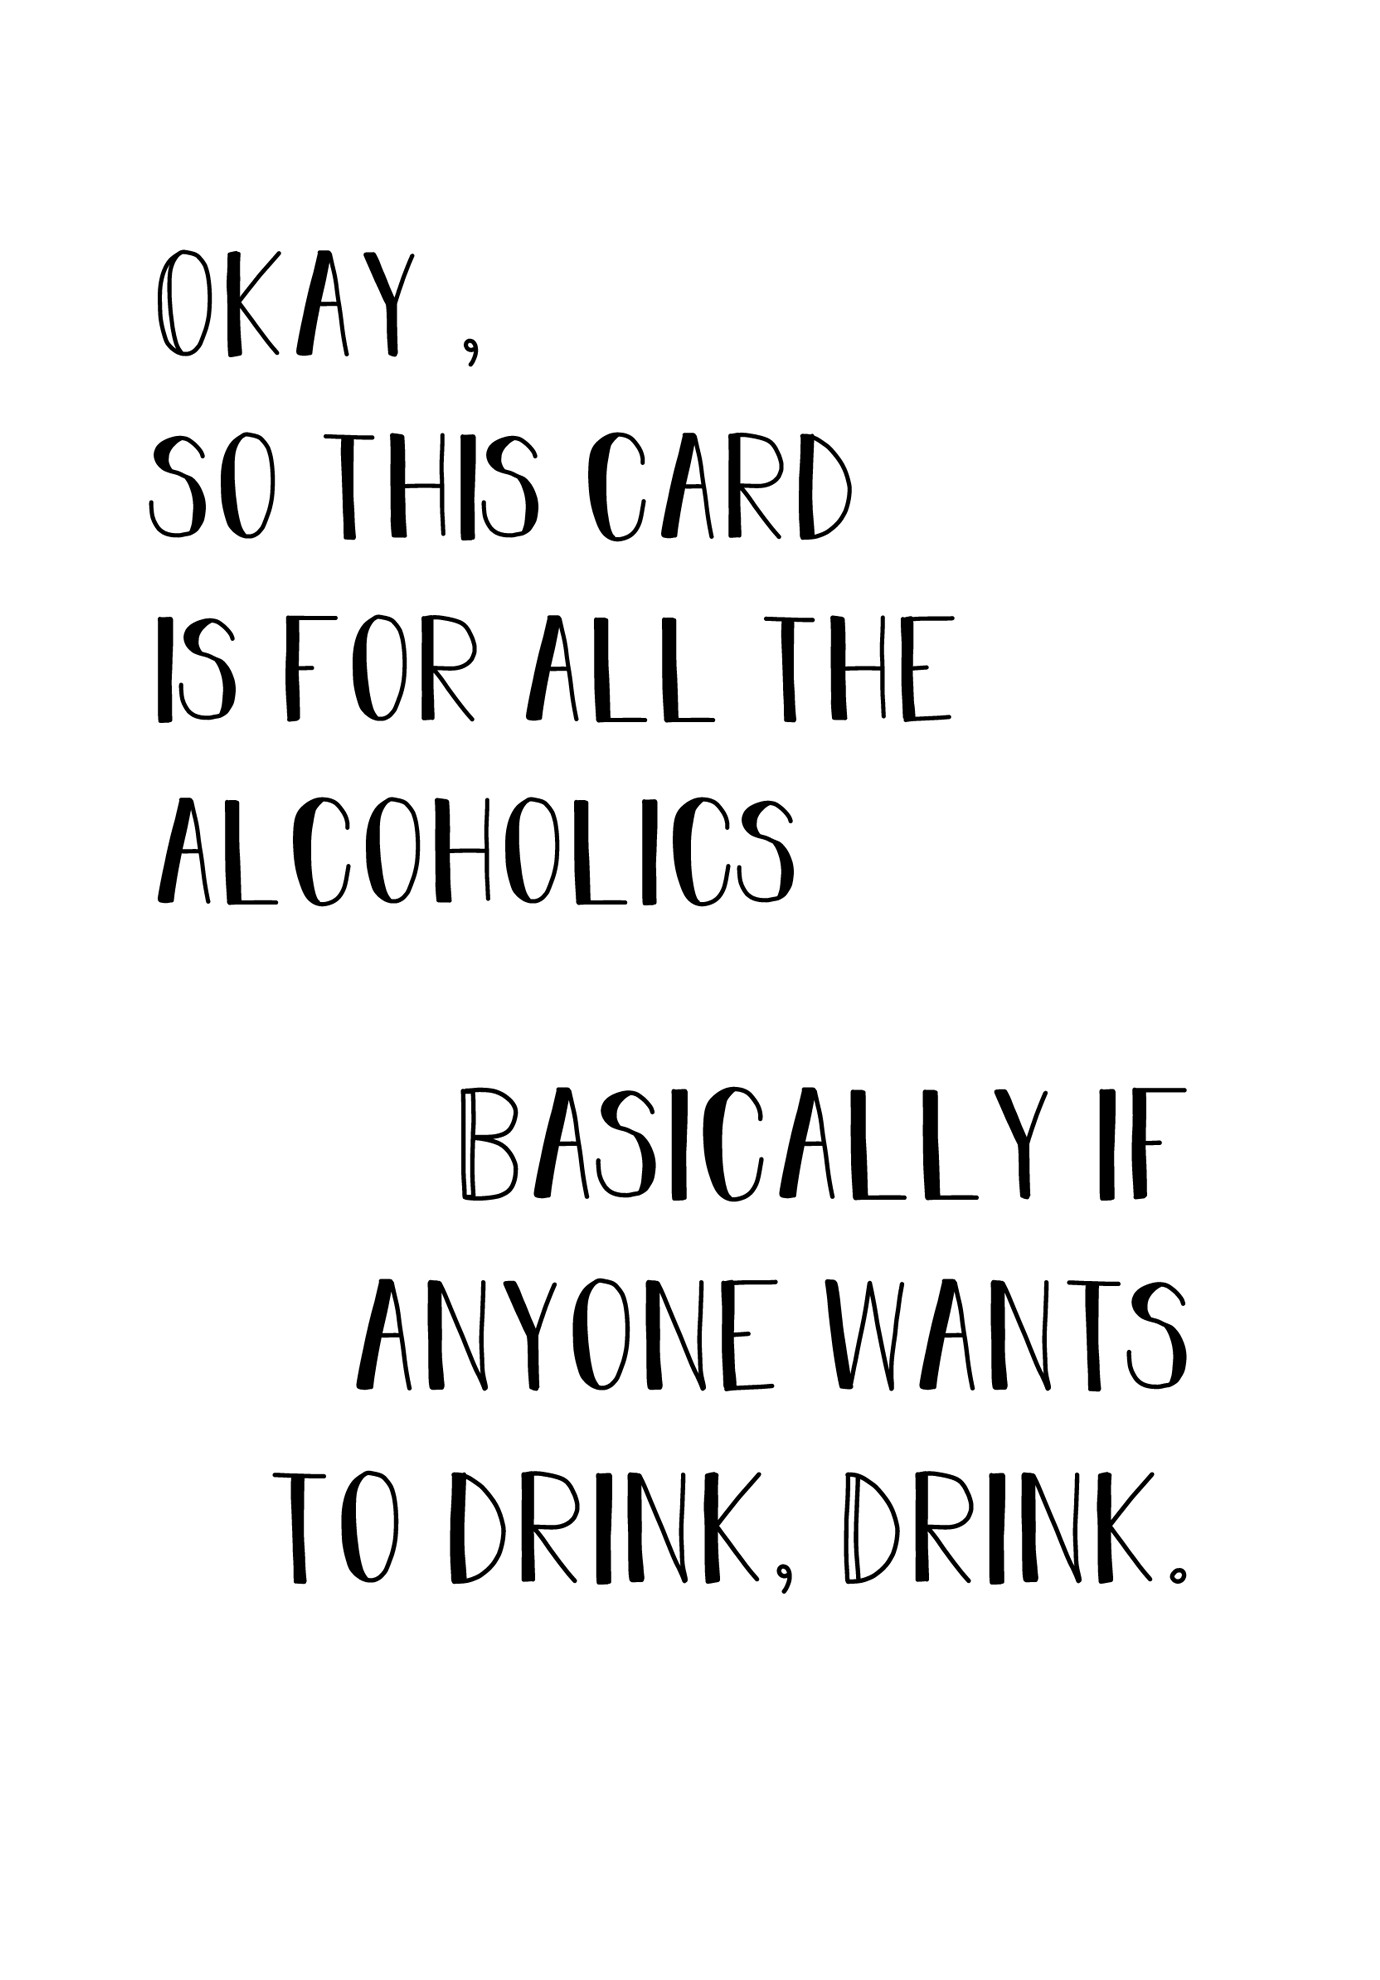 OKAY ,
SO THIS CARD
IS FOR ALL THE
ALCOHOLICS
BASICALLY IF
ANYONE WANTS
TO DRINK, DRINK.